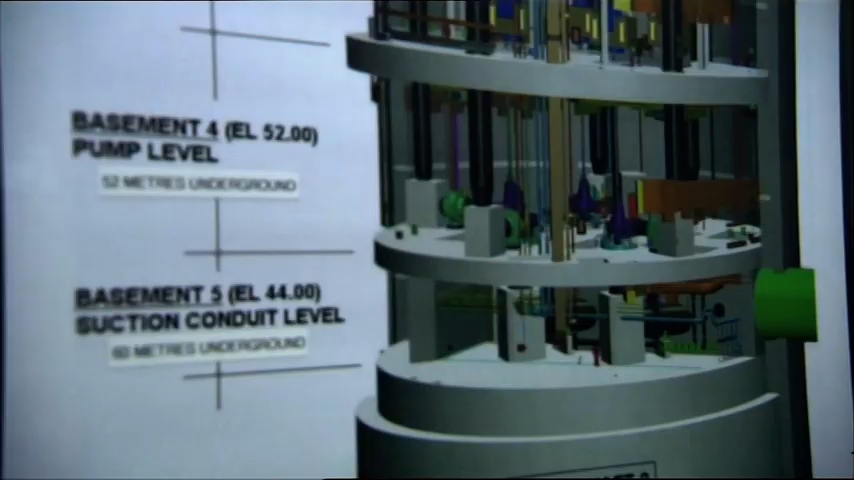 BASEMENT 4 (EL 52.00)
PUMP LEVEL
52 METRES UNDERGROUND
BASEMENT 5 (EL 44.00)
SUCTION CONDUIT LEVEL
60 METRES UNDERGROUND